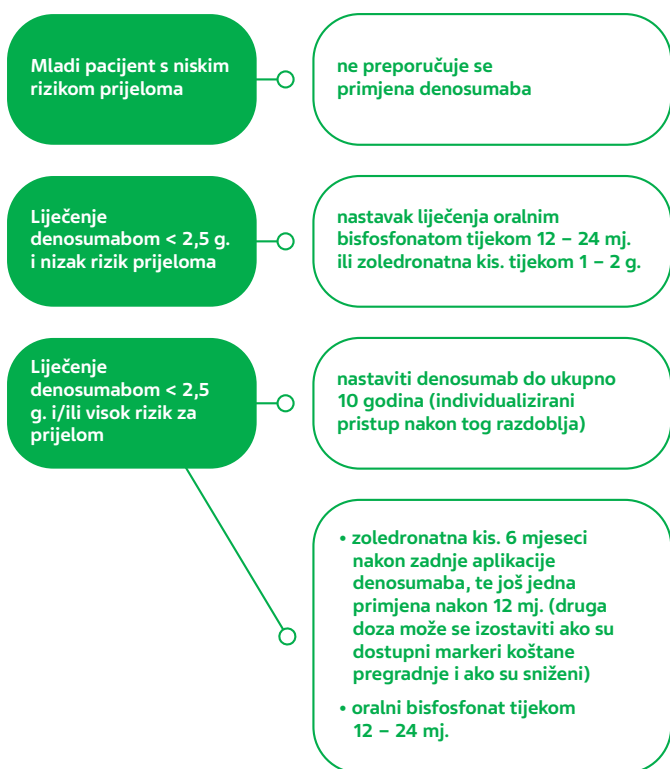 Mladi pacijent s niskim
rizikom prijeloma
ne preporučuje se
primjena denosumaba
Liječenje
denosumabom < 2,5 g.
i nizak rizik prijeloma
nastavak liječenja oralnim
bisfosfonatom tijekom 12 – 24 mj.
ili zoledronatna kis. tijekom 1 – 2 g.
Liječenje
denosumabom < 2,5
g. i/ili visok rizik za
prijelom
nastaviti denosumab do ukupno
10 godina (individualizirani
pristup nakon tog razdoblja)
• zoledronatna kis. 6 mjeseci
nakon zadnje aplikacije
denosumaba, te još jedna
primjena nakon 12 mj. (druga
doza može se izostaviti ako su
dostupni markeri koštane
pregradnje i ako su sniženi)
• oralni bisfosfonat tijekom
12 – 24 mj.